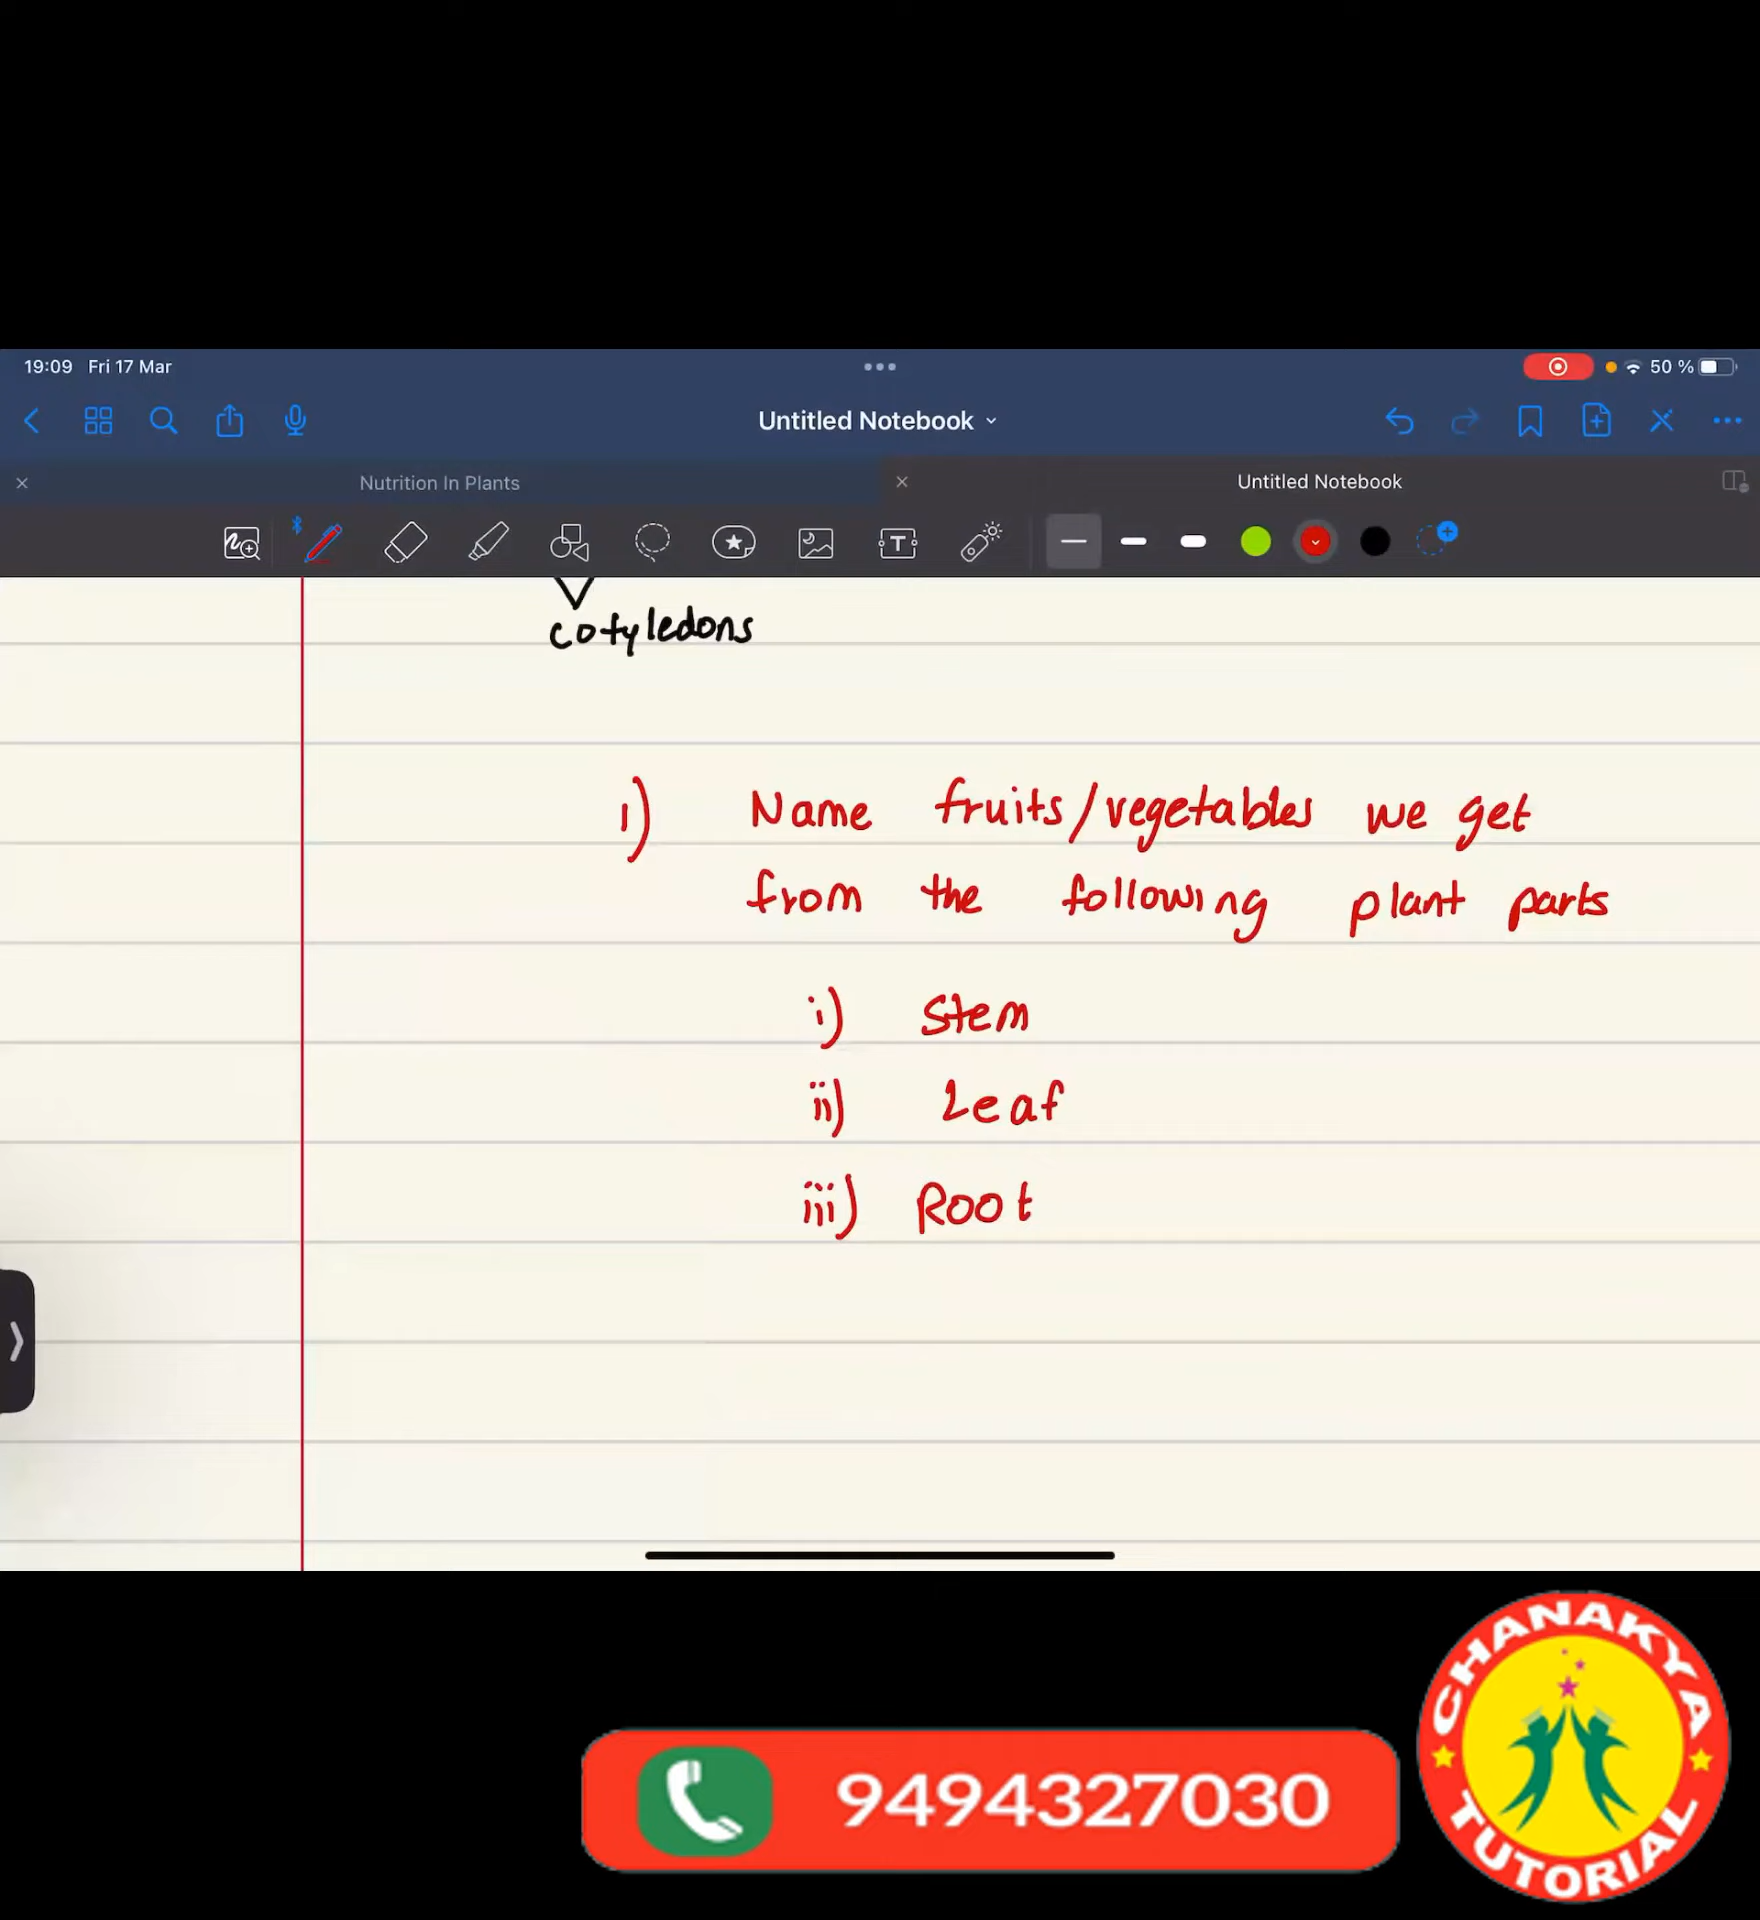 19:09 Fri 17 Mar
50 %
Untitled Notebook
Nutrition In Plants
Untitled Notebook
T
cotyledons
1) Name fruits/vegetables we get
from the following plant parts
i) Stem
ii) Leaf
iii) Root
9494327030
CHANAKYA
TUTORIAL